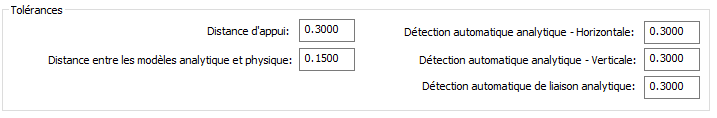 Tolérances
Distance d'appui: 0.3000
Distance entre les modèles analytique et physique: 0.1500
Détection automatique analytique - Horizontale: 0.3000
Détection automatique analytique - Verticale: 0.3000
Détection automatique de liaison analytique: 0.3000